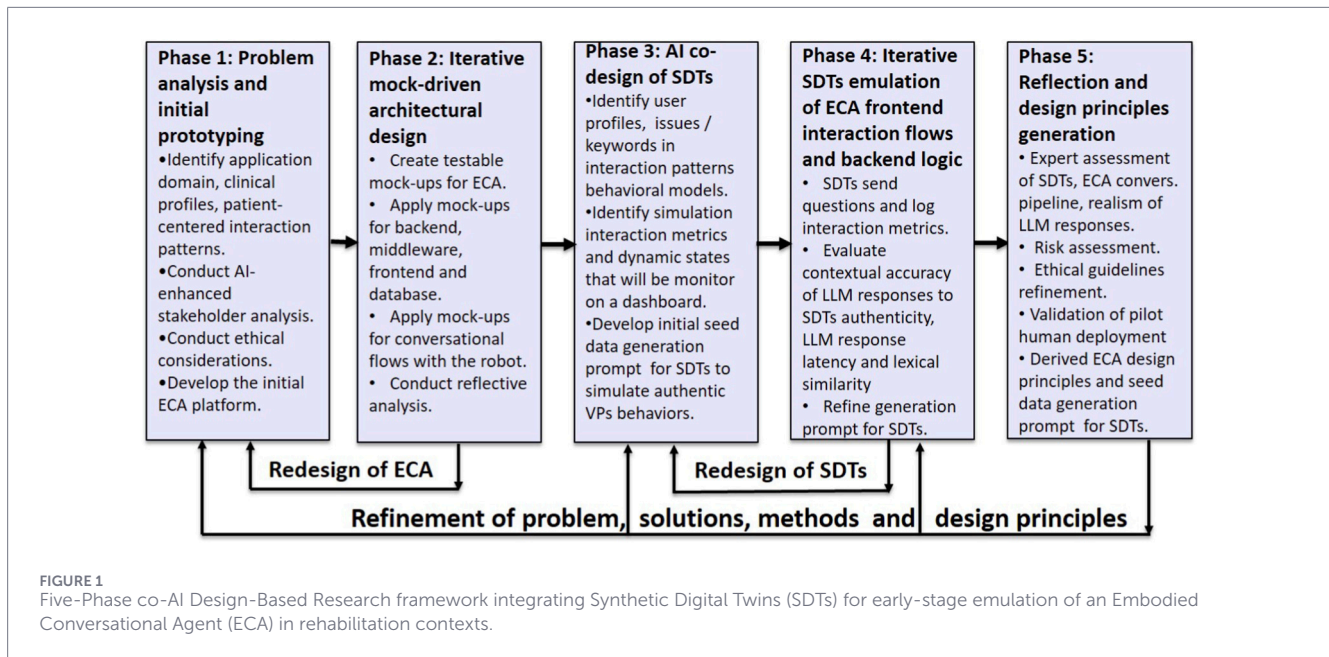 Phase 1: Problem
analysis and
initial
prototyping
•Identify application
domain, clinical
profiles, patient-
centered interaction
patterns.
•Conduct AI-
enhanced
stakeholder analysis.
•Conduct ethical
considerations.
•Develop the initial
ECA platform.
Phase 2: Iterative
mock-driven
architectural
design
• Create testable
mock-ups for ECA.
• Apply mock-ups
for backend,
middleware,
frontend and
database.
• Apply mock-ups
for conversational
flows with the robot.
• Conduct reflective
analysis.
Phase 3: AI co-
design of SDTs
•Identify user
profiles, issues /
keywords in
interaction patterns
behavioral models.
•Identify simulation
interaction metrics
and dynamic states
that will be monitor
on a dashboard.
•Develop initial seed
data generation
prompt for SDTs to
simulate authentic
VPs behaviors.
Phase 4: Iterative
SDTs emulation
of ECA frontend
interaction flows
and backend logic
• SDTs send
questions and log
interaction metrics.
• Evaluate
contextual accuracy
of LLM responses to
SDTs authenticity,
LLM response
latency and lexical
similarity
• Refine generation
prompt for SDTs.
Phase 5:
Reflection and
design principles
generation
• Expert assessment
of SDTs, ECA convers.
pipeline, realism of
LLM responses.
• Risk assessment.
• Ethical guidelines
refinement.
• Validation of pilot
human deployment
• Derived ECA design
principles and seed
data generation
prompt for SDTs.
Redesign of ECA
Redesign of SDTs
Refinement of problem, solutions, methods and design principles
FIGURE 1
Five-Phase co-AI Design-Based Research framework integrating Synthetic Digital Twins (SDTs) for early-stage emulation of an Embodied
Conversational Agent (ECA) in rehabilitation contexts.